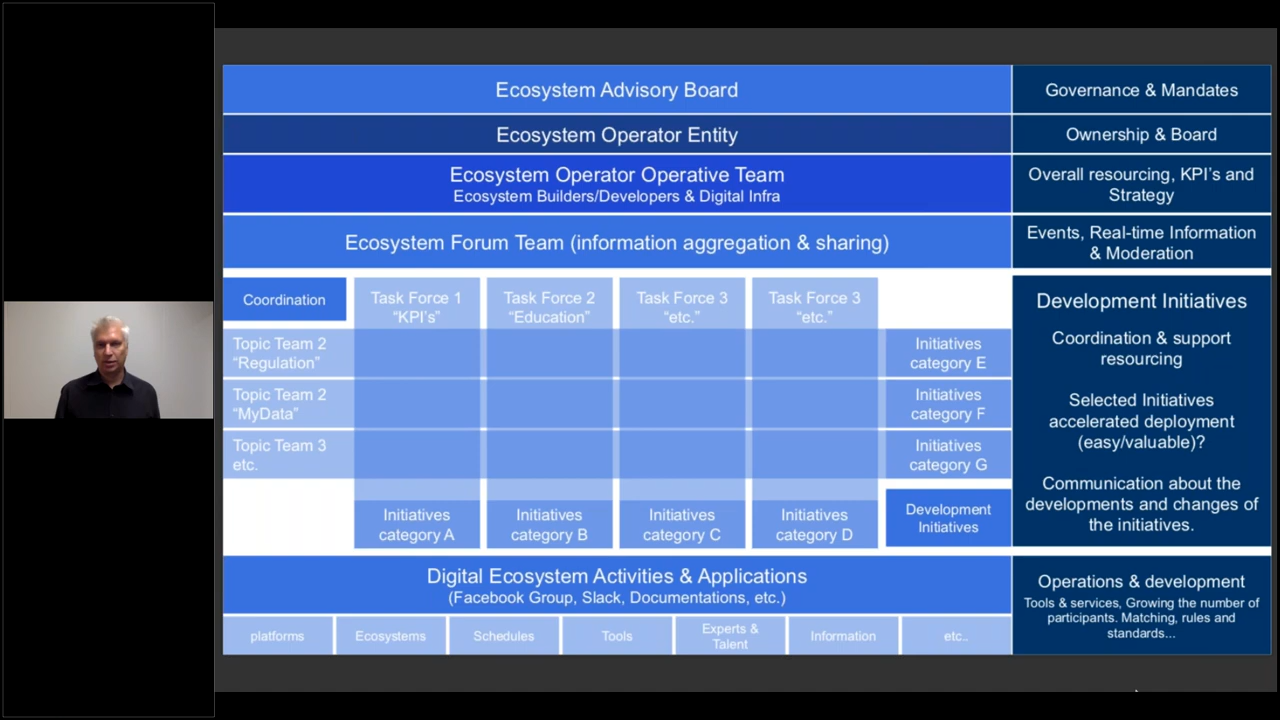 Ecosystem Advisory Board
Governance & Mandates
Ecosystem Operator Entity
Ownership & Board
Ecosystem Operator Operative Team
Ecosystem Builders/Developers & Digital Infra
Overall resourcing, KPI's and
Strategy
Ecosystem Forum Team (information aggregation & sharing)
Events, Real-time Information
& Moderation
Coordination
Task Force 1
“KPI's”
Task Force 2
“Education”
Task Force 3
“etc.”
Task Force 3
“etc.”
Topic Team 2
“Regulation”
Initiatives
category E
Topic Team 2
“MyData”
Initiatives
category F
Topic Team 3
etc.
Initiatives
category G
Initiatives
category A
Initiatives
category B
Initiatives
category C
Initiatives
category D
Development
Initiatives
Development Initiatives
Coordination & support
resourcing
Selected Initiatives
accelerated deployment
(easy/valuable)?
Communication about the
developments and changes of
the initiatives.
Digital Ecosystem Activities & Applications
(Facebook Group, Slack, Documentations, etc.)
platforms
Ecosystems
Schedules
Tools
Experts &
Talent
Information
etc..
Operations & development
Tools & services, Growing the number of
participants. Matching, rules and
standards...